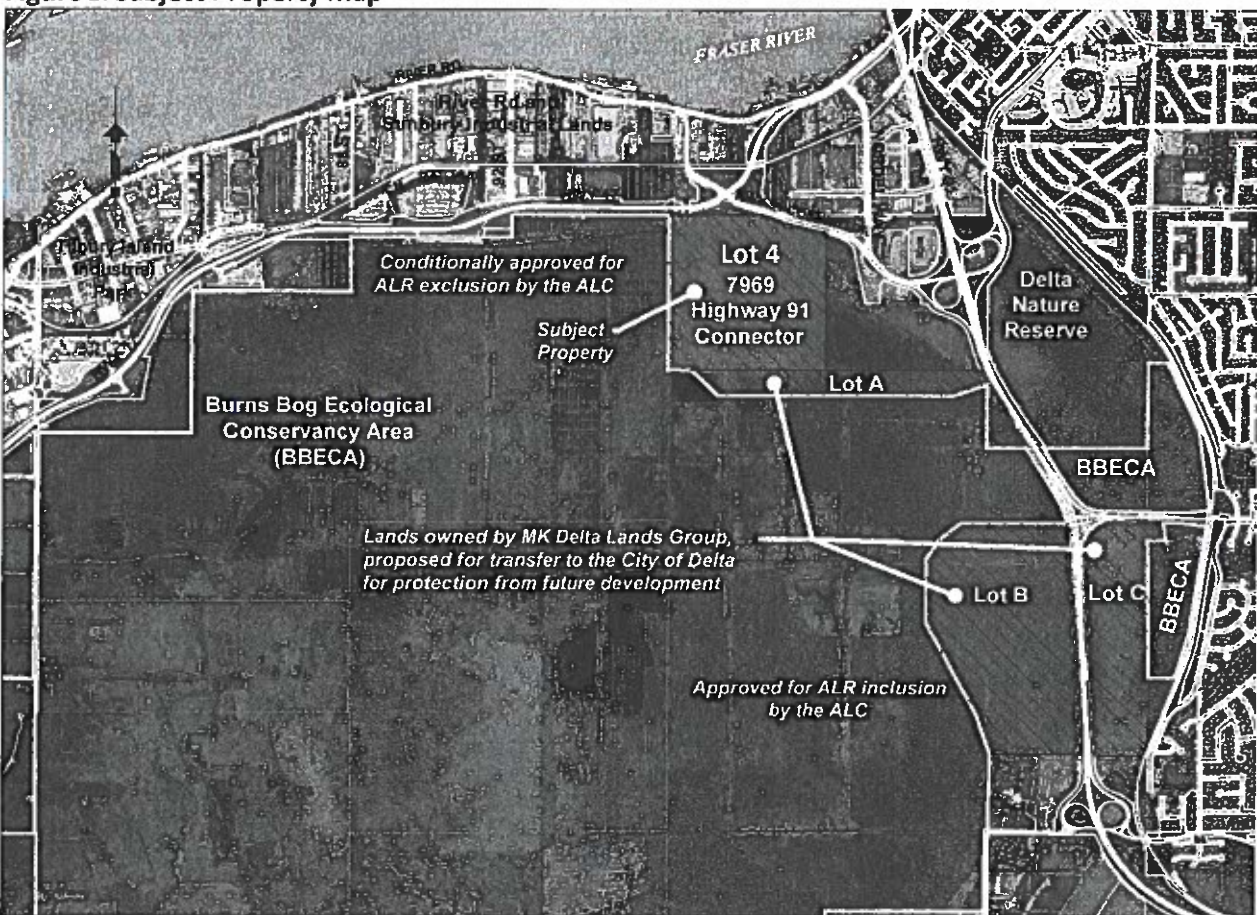 FRASER RIVER
RIVER RD
River Rd and
Sunbury Industrial Lands
Tilbury Island
Industrial
Park
Conditionally approved for
ALR exclusion by the ALC
Lot 4
7969
Highway 91
Connector
Subject
Property
Delta
Nature
Reserve
Lot A
Burns Bog Ecological
Conservancy Area
(BBECA)
BBECA
Lands owned by MK Delta Lands Group,
proposed for transfer to the City of Delta
for protection from future development
Lot B
Lot C
BBECA
Approved for ALR inclusion
by the ALC